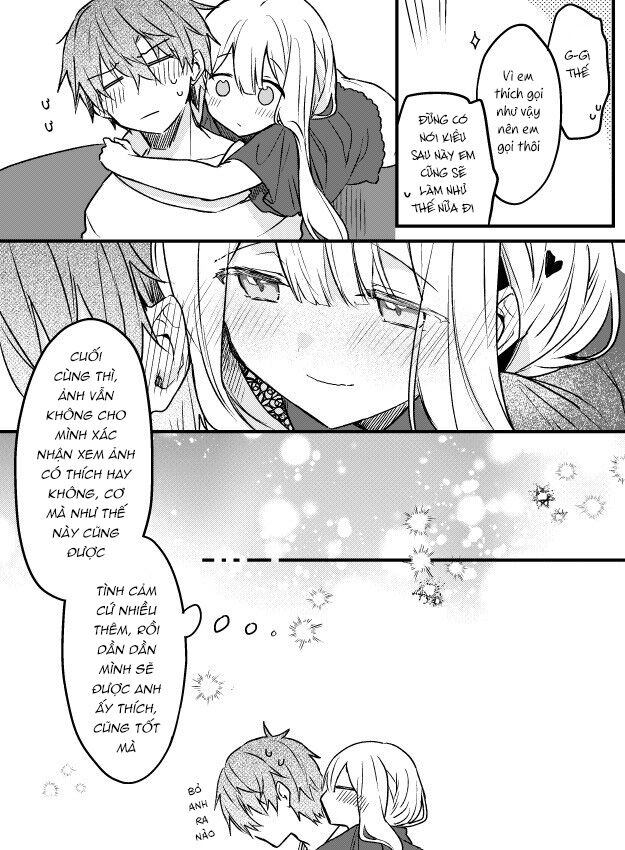 G-GÌ
THẾ
VÌ EM
THÍCH GỌI
NHƯ VẬY
NÊN EM
GỌI THÔI
ĐỪNG CÓ
NÓI KIỂU
SAU NÀY EM
CŨNG SẼ
LÀM NHƯ
THẾ NỮA ĐI
Ư
Ư
CUỐI
CÙNG THÌ,
ẢNH VẪN
KHÔNG CHO
MÌNH XÁC
NHẬN XEM ẢNH
CÓ THÍCH HAY
KHÔNG, CƠ
MÀ NHƯ THẾ
NÀY CŨNG
ĐƯỢC
TÌNH CẢM
CỨ NHIỀU
THÊM, RỒI
DẦN DẦN
MÌNH SẼ
ĐƯỢC ANH
ẤY THÍCH,
CŨNG TỐT
MÀ
BỎ
ANH
RA
NÀO